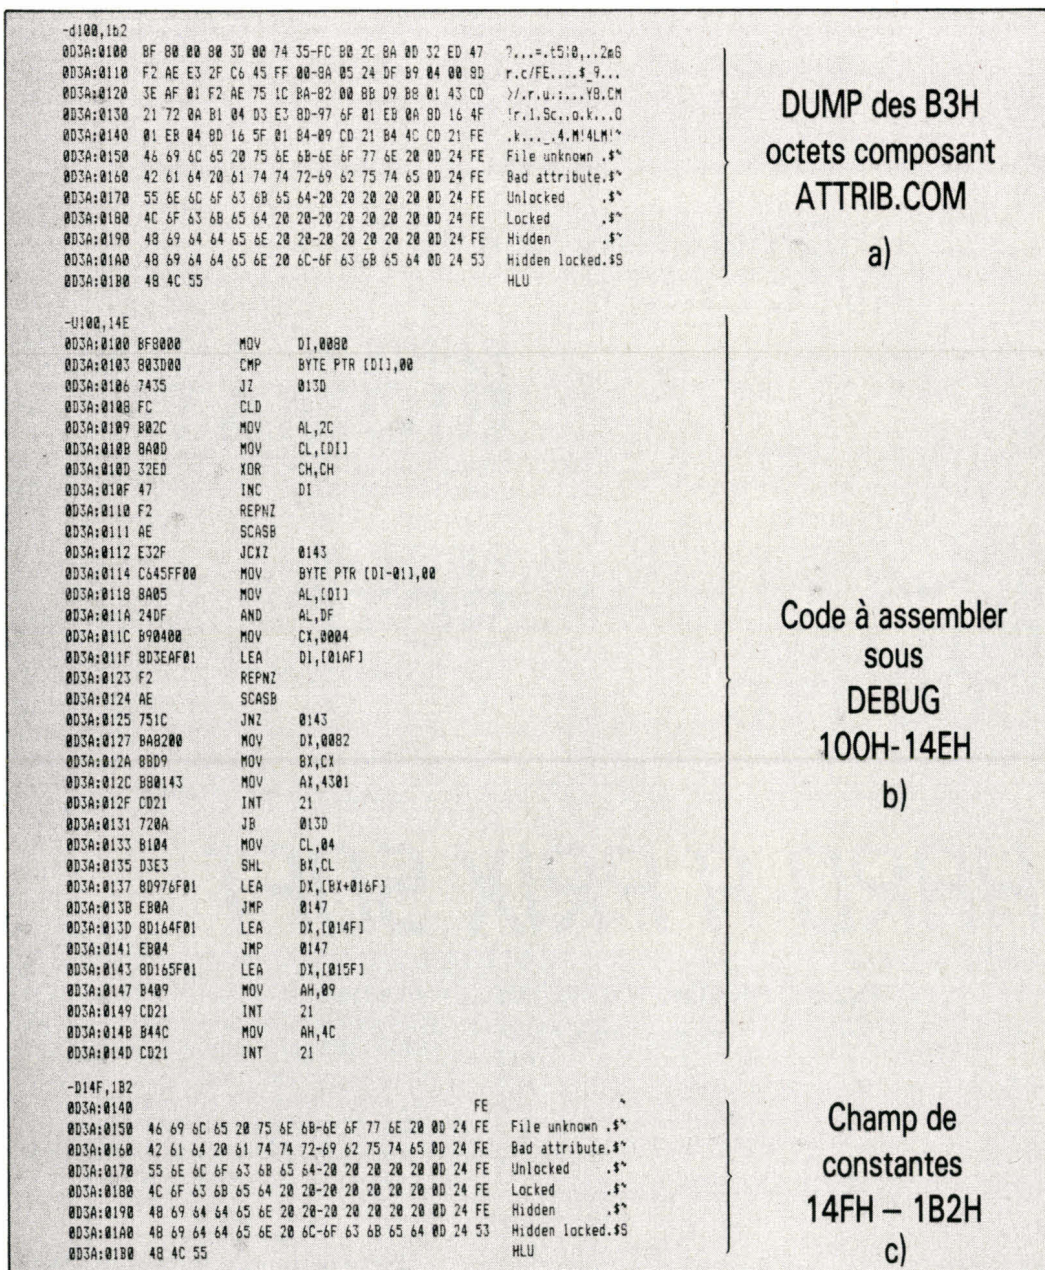 -d100,1b2
0D3A:0100 BF 80 00 80 3D 00 74 35-FC B0 2C 8A 0D 32 ED 47 ?...=.t5!0,..2mG
0D3A:0110 F2 AE E3 2F C6 45 FF 00-8A 05 24 DF B9 04 00 8D r.c/FE....$_9...
0D3A:0120 3E AF 01 F2 AE 75 1C BA-82 00 8B D9 B8 01 43 CD >/.r.u.:...Y8.CM
0D3A:0130 21 72 0A B1 04 D3 E3 8D-97 6F 01 EB 0A 8D 16 4F !r.1.Sc..o.k...O
0D3A:0140 01 EB 04 8D 16 5F 01 B4-09 CD 21 B4 4C CD 21 FE .k..._.4.M!4LM!~
0D3A:0150 46 69 6C 65 20 75 6E 6B-6E 6F 77 6E 20 0D 24 FE File unknown .$~
0D3A:0160 42 61 64 20 61 74 74 72-69 62 75 74 65 0D 24 FE Bad attribute.$~
0D3A:0170 55 6E 6C 6F 63 6B 65 64-20 20 20 20 20 0D 24 FE Unlocked .$~
0D3A:0180 4C 6F 63 6B 65 64 20 20-20 20 20 20 20 0D 24 FE Locked .$~
0D3A:0190 48 69 64 64 65 6E 20 20-20 20 20 20 20 0D 24 FE Hidden .$~
0D3A:01A0 48 69 64 64 65 6E 20 6C-6F 63 6B 65 64 0D 24 53 Hidden locked.$S
0D3A:01B0 48 4C 55 HLU
DUMP des B3H
octets composant
ATTRIB.COM
a)
-U100,14E
0D3A:0100 BF8000 MOV DI,0080
0D3A:0103 803D00 CMP BYTE PTR [DI],00
0D3A:0106 7435 JZ 013D
0D3A:0108 FC CLD
0D3A:0109 B02C MOV AL,2C
0D3A:010B 8A0D MOV CL,[DI]
0D3A:010D 32ED XOR CH,CH
0D3A:010F 47 INC DI
0D3A:0110 F2 REPNZ
0D3A:0111 AE SCASB
0D3A:0112 E32F JCXZ 0143
0D3A:0114 C645FF00 MOV BYTE PTR [DI-01],00
0D3A:0118 8A05 MOV AL,[DI]
0D3A:011A 24DF AND AL,DF
0D3A:011C B90400 MOV CX,0004
0D3A:011F 8D3EAF01 LEA DI,[01AF]
0D3A:0123 F2 REPNZ
0D3A:0124 AE SCASB
0D3A:0125 751C JNZ 0143
0D3A:0127 BA8200 MOV DX,0082
0D3A:012A 8BD9 MOV BX,CX
0D3A:012C B80143 MOV AX,4301
0D3A:012F CD21 INT 21
0D3A:0131 720A JB 013D
0D3A:0133 B104 MOV CL,04
0D3A:0135 D3E3 SHL BX,CL
0D3A:0137 8D976F01 LEA DX,[BX+016F]
0D3A:013B EB0A JMP 0147
0D3A:013D 8D164F01 LEA DX,[014F]
0D3A:0141 EB04 JMP 0147
0D3A:0143 8D165F01 LEA DX,[015F]
0D3A:0147 B409 MOV AH,09
0D3A:0149 CD21 INT 21
0D3A:014B B44C MOV AH,4C
0D3A:014D CD21 INT 21
Code à assembler
sous
DEBUG
100H-14EH
b)
-D14F,1B2
0D3A:0140 FE ~
0D3A:0150 46 69 6C 65 20 75 6E 6B-6E 6F 77 6E 20 0D 24 FE File unknown .$~
0D3A:0160 42 61 64 20 61 74 74 72-69 62 75 74 65 0D 24 FE Bad attribute.$~
0D3A:0170 55 6E 6C 6F 63 6B 65 64-20 20 20 20 20 0D 24 FE Unlocked .$~
0D3A:0180 4C 6F 63 6B 65 64 20 20-20 20 20 20 20 0D 24 FE Locked .$~
0D3A:0190 48 69 64 64 65 6E 20 20-20 20 20 20 20 0D 24 FE Hidden .$~
0D3A:01A0 48 69 64 64 65 6E 20 6C-6F 63 6B 65 64 0D 24 53 Hidden locked.$S
0D3A:01B0 48 4C 55 HLU
Champ de
constantes
14FH – 1B2H
c)